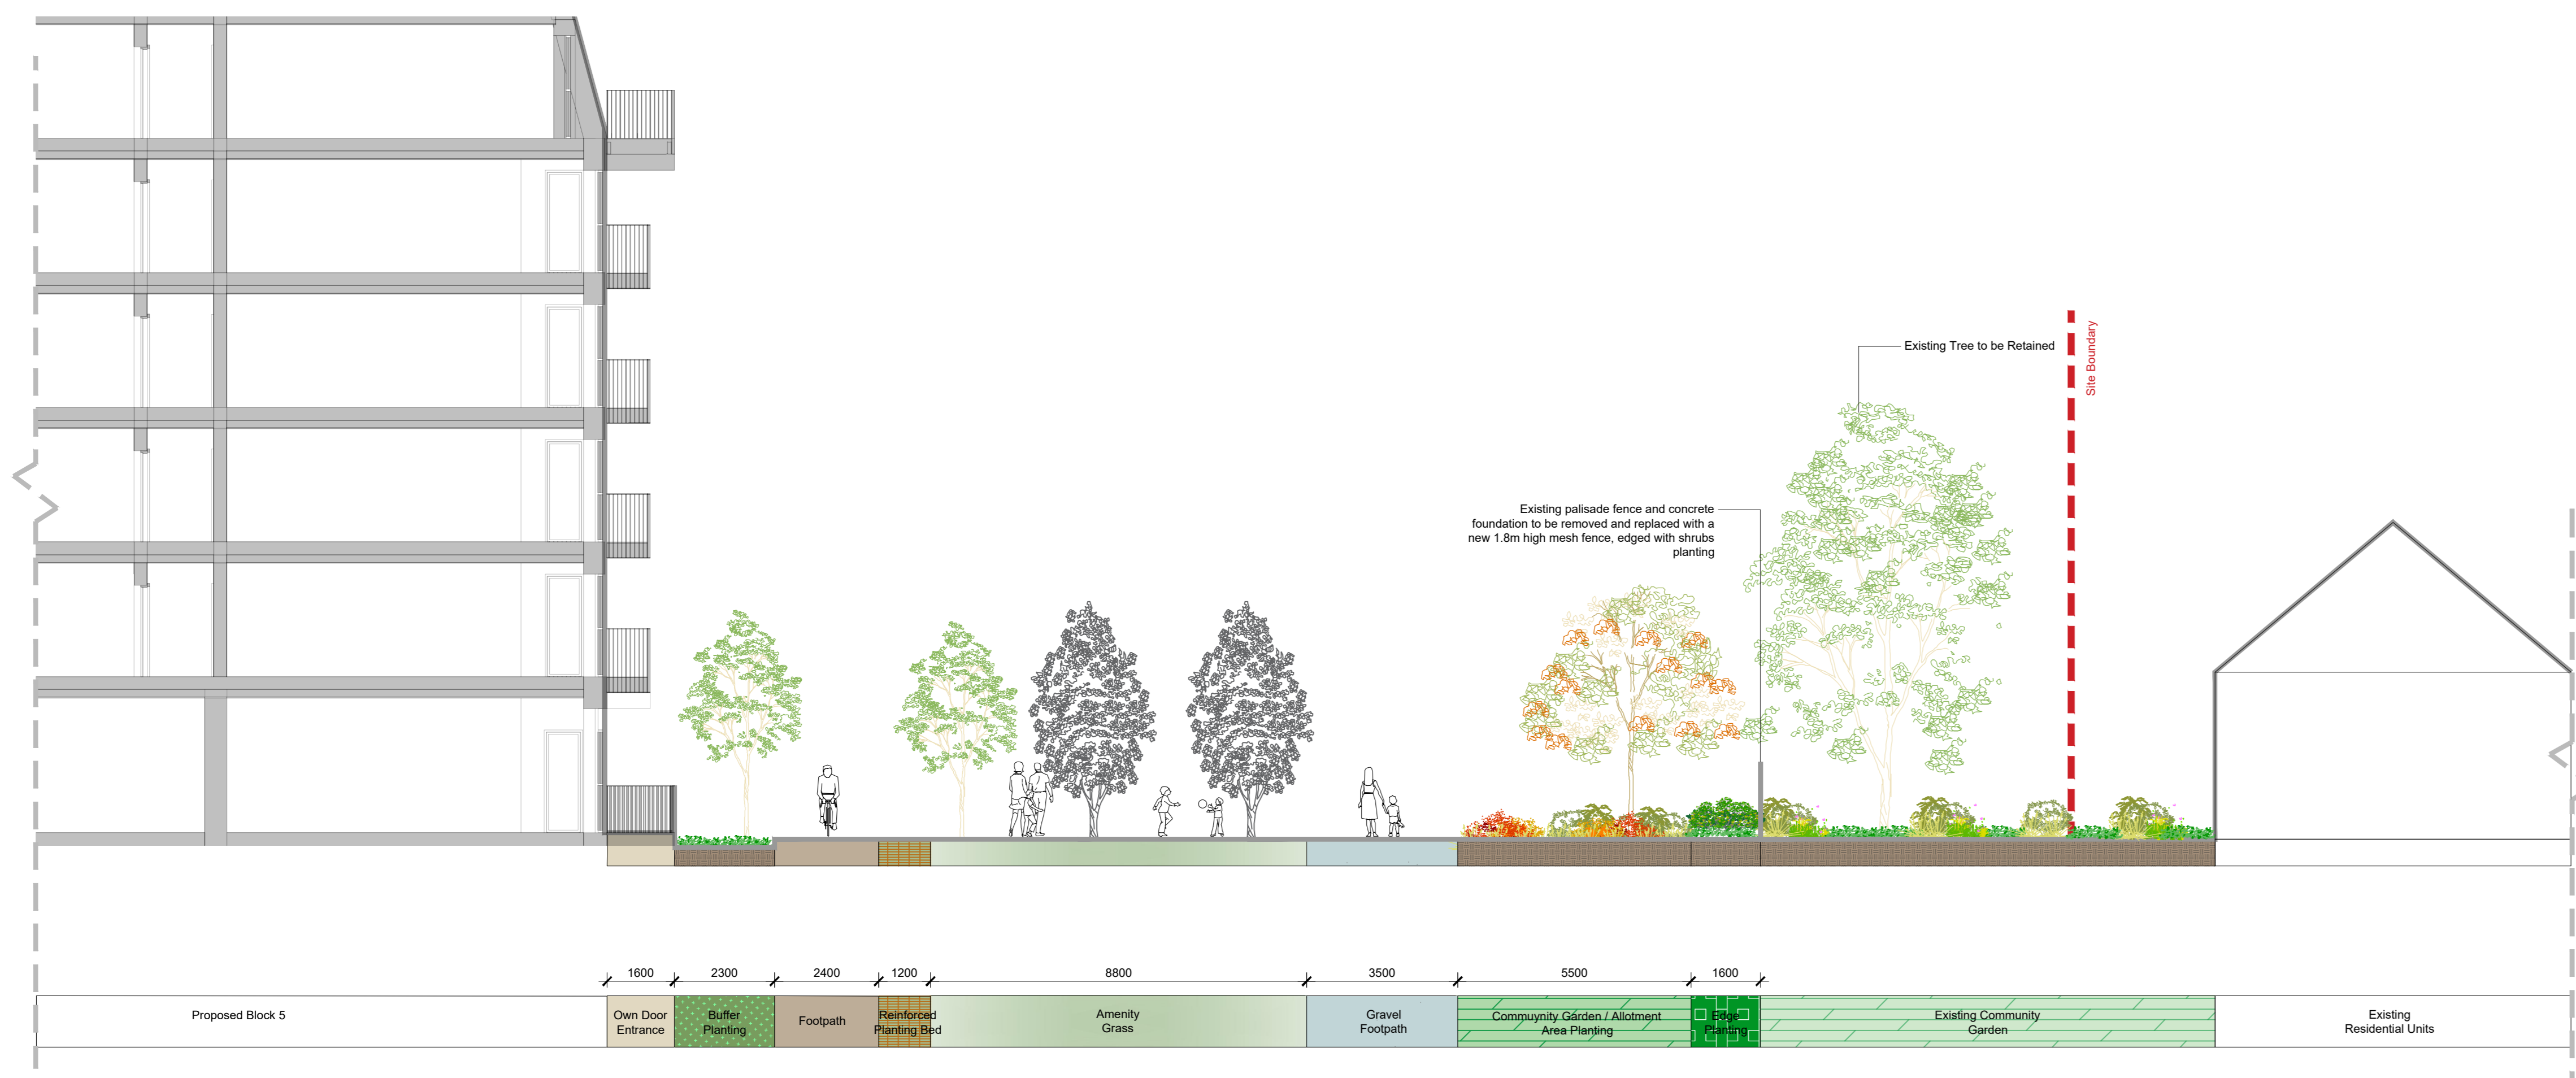 Existing Tree to be Retained
Site Boundary
Existing palisade fence and concrete
foundation to be removed and replaced with a
new 1.8m high mesh fence, edged with shrubs
planting
1600
2300
2400
1200
8800
3500
5500
1600
Proposed Block 5
Own Door
Entrance
Buffer
Planting
Footpath
Reinforced
Planting Bed
Amenity
Grass
Gravel
Footpath
Commuynity Garden / Allotment
Area Planting
Edge
Planting
Existing Community
Garden
Existing
Residential Units